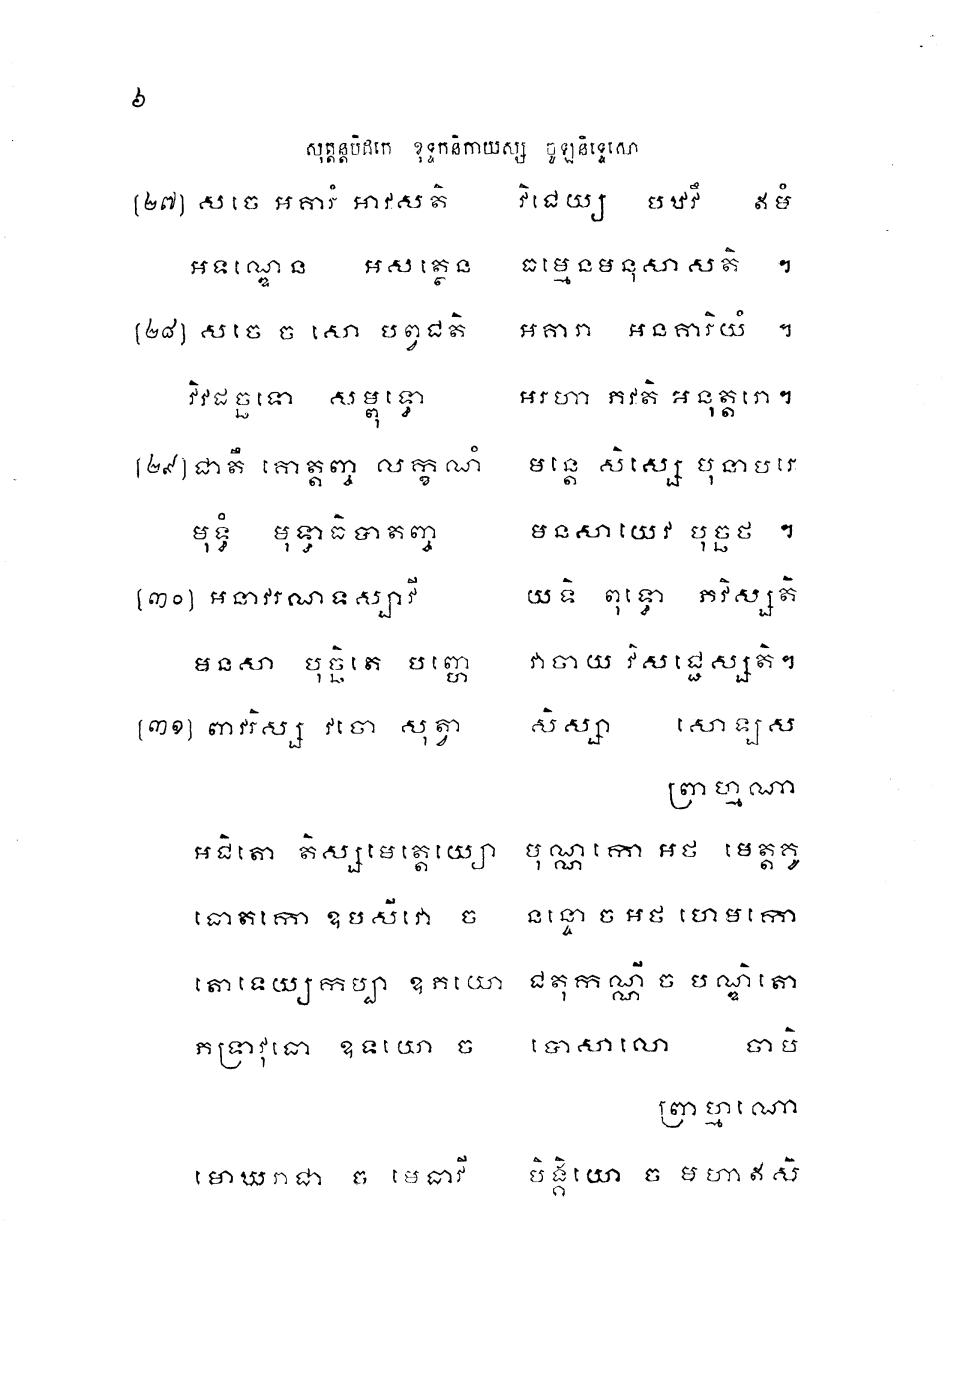 ៦
សុត្តន្តបិដកេ ខុទ្ទកនិកាយស្ស ចូឡនិទ្ទេសោ
(២៧) សចេ អគារំ អាវសតិ វិជេយ្យ បឋវឹ ឥមំ
អទណ្ឌេន អសត្ថេន ធម្មេនមនុសាសតិ ។
(២៨) សចេ ច សោ បព្វជតិ អគារា អនគារិយំ ។
វិវដច្ឆទោ សម្ពុទ្ធោ អរហា ភវតិ អនុត្តរោ។
(២៩) ជាតឹ គោត្តញ្ច លក្ខណំ មន្តេ សិស្សេ បុនាបរេ
មុទ្ធំ មុទ្ធាធិបាតញ្ច មនសាយេវ បុច្ឆថ ។
(៣០) អនាវរណទស្សាវី យទិ ពុទ្ធោ ភវិស្សតិ
មនសា បុច្ឆិតេ បញ្ហេ វាចាយ វិសជ្ជេស្សតិ។
(៣១) ពាវរិស្ស វចោ សុត្វា សិស្សា សោឡស
ព្រាហ្មណា
អជិតោ តិស្សមេត្តេយ្យោ បុណ្ណកោ អថ មេត្តគូ
ធោតកោ ឧបសីវោ ច នន្ទោ ច អថ ហេមកោ
តោទេយ្យកប្បា ឧភយោ ជតុកណ្ណី ច បណ្ឌិតោ
ភទ្រាវុធោ ឧទយោ ច បោសាលោ ចាបិ
ព្រាហ្មណោ
មោឃរាជា ច មេធាវី បិង្គិយោ ច មហាឥសិ